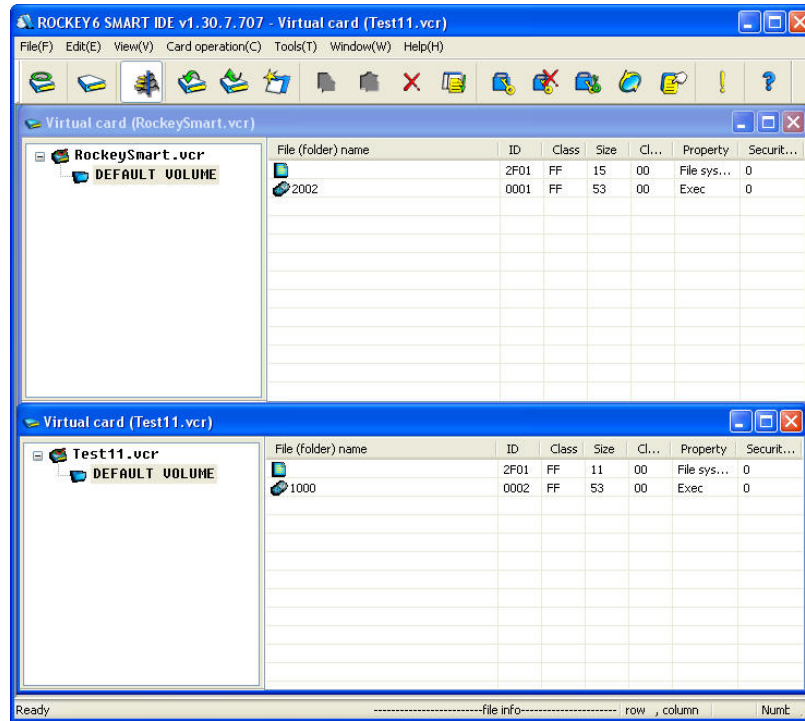 ROCKEY6 SMART IDE v1.30.7.707 - Virtual card (Test11.vcr)
File(F) Edit(E) View(V) Card operation(C) Tools(T) Window(W) Help(H)
Virtual card (RockeySmart.vcr)
RockeySmart.vcr
DEFAULT VOLUME
File (folder) name ID Class Size Cl... Property Securit...
2F01 FF 15 00 File sys... 0
2002 0001 FF 53 00 Exec 0
Virtual card (Test11.vcr)
Test11.vcr
DEFAULT VOLUME
File (folder) name ID Class Size Cl... Property Securit...
2F01 FF 11 00 File sys... 0
1000 0002 FF 53 00 Exec 0
Ready -------------------------file info---------------------- row , column